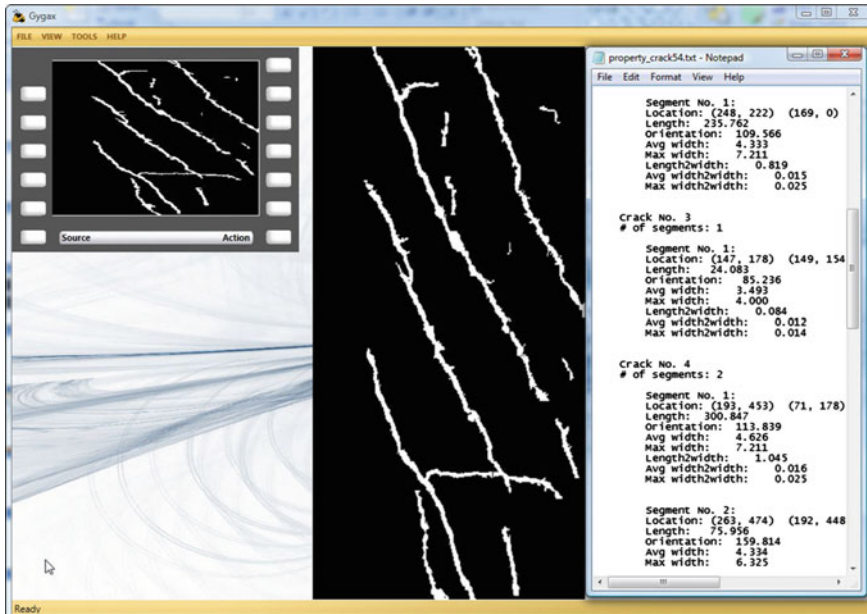 Gygax
FILE VIEW TOOLS HELP
Source Action
property_crack54.txt - Notepad
File Edit Format View Help
Segment No. 1:
Location: (248, 222) (169, 0)
Length: 235.762
Orientation: 109.566
Avg width: 4.333
Max width: 7.211
Length2width: 0.819
Avg width2width: 0.015
Max width2width: 0.025
Crack No. 3
# of segments: 1
Segment No. 1:
Location: (147, 178) (149, 154
Length: 24.083
Orientation: 85.236
Avg width: 3.493
Max width: 4.000
Length2width: 0.084
Avg width2width: 0.012
Max width2width: 0.014
Crack No. 4
# of segments: 2
Segment No. 1:
Location: (193, 453) (71, 178)
Length: 300.847
Orientation: 113.839
Avg width: 4.626
Max width: 7.211
Length2width: 1.045
Avg width2width: 0.016
Max width2width: 0.025
Segment No. 2:
Location: (263, 474) (192, 448
Length: 75.956
Orientation: 159.814
Avg width: 4.334
Max width: 6.325
Ready